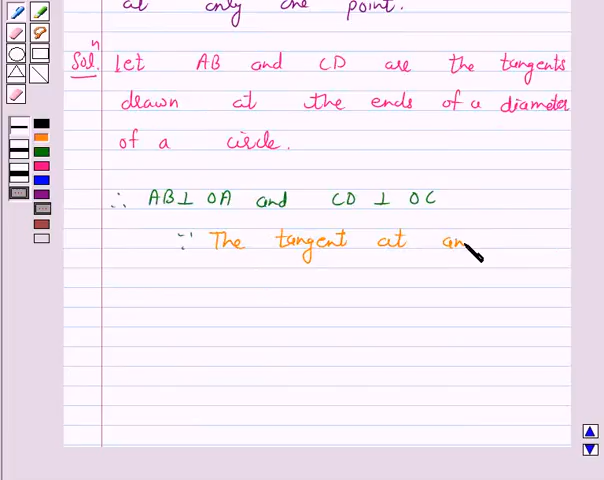 at only one point.
Solⁿ. Let AB and CD are the tangents
drawn at the ends of a diameter
of a circle.
∴ AB ⊥ OA and CD ⊥ OC
∵ The tangent at an